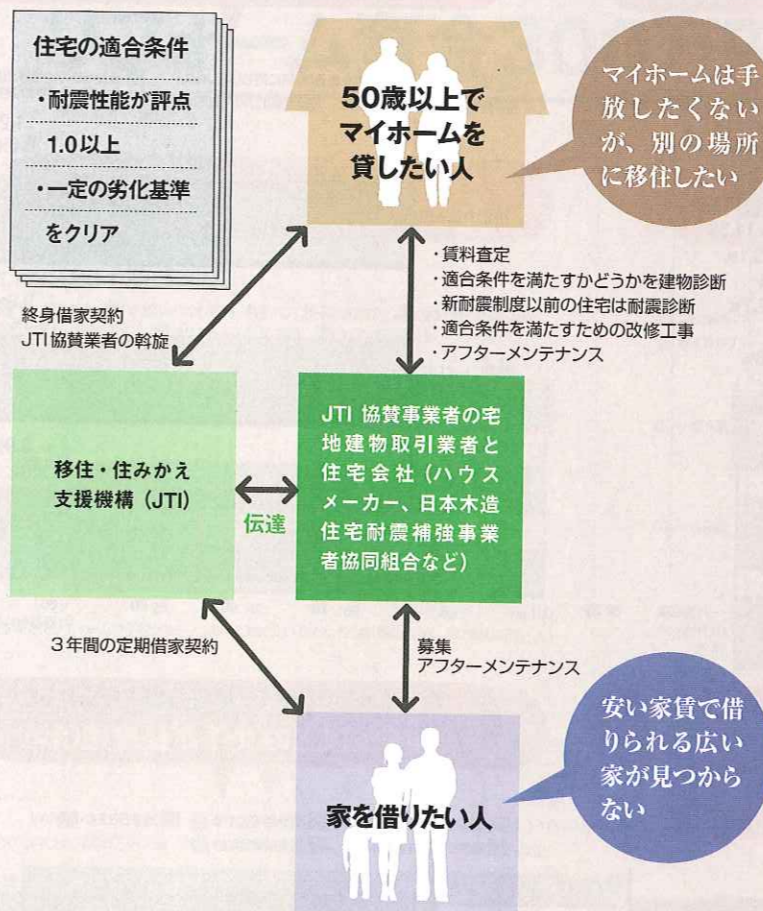 住宅の適合条件
・耐震性能が評点
1.0以上
・一定の劣化基準
をクリア
50歳以上で
マイホームを
貸したい人
マイホームは手
放したくない
が、別の場所
に移住したい
終身借家契約
JTI協賛業者の斡旋
・賃料査定
・適合条件を満たすかどうかを建物診断
・新耐震制度以前の住宅は耐震診断
・適合条件を満たすための改修工事
・アフターメンテナンス
移住・住みかえ
支援機構(JTI)
伝達
JTI 協賛事業者の宅
地建物取引業者と
住宅会社(ハウス
メーカー、日本木造
住宅耐震補強事業
者協同組合など)
3年間の定期借家契約
募集
アフターメンテナンス
家を借りたい人
安い家賃で借
りられる広い
家が見つから
ない